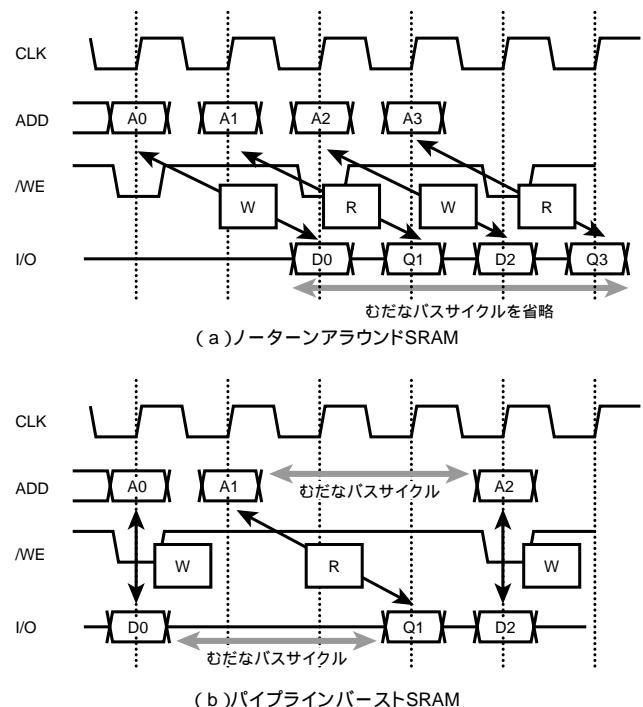 CLK
ADD A0 A1 A2 A3
/WE
W R W R
I/O D0 Q1 D2 Q3
むだなバスサイクルを省略
(a)ノーターンアラウンドSRAM
CLK
ADD A0 A1 むだなバスサイクル A2
/WE W R W
I/O D0 Q1 D2
むだなバスサイクル
(b)パイプラインバーストSRAM